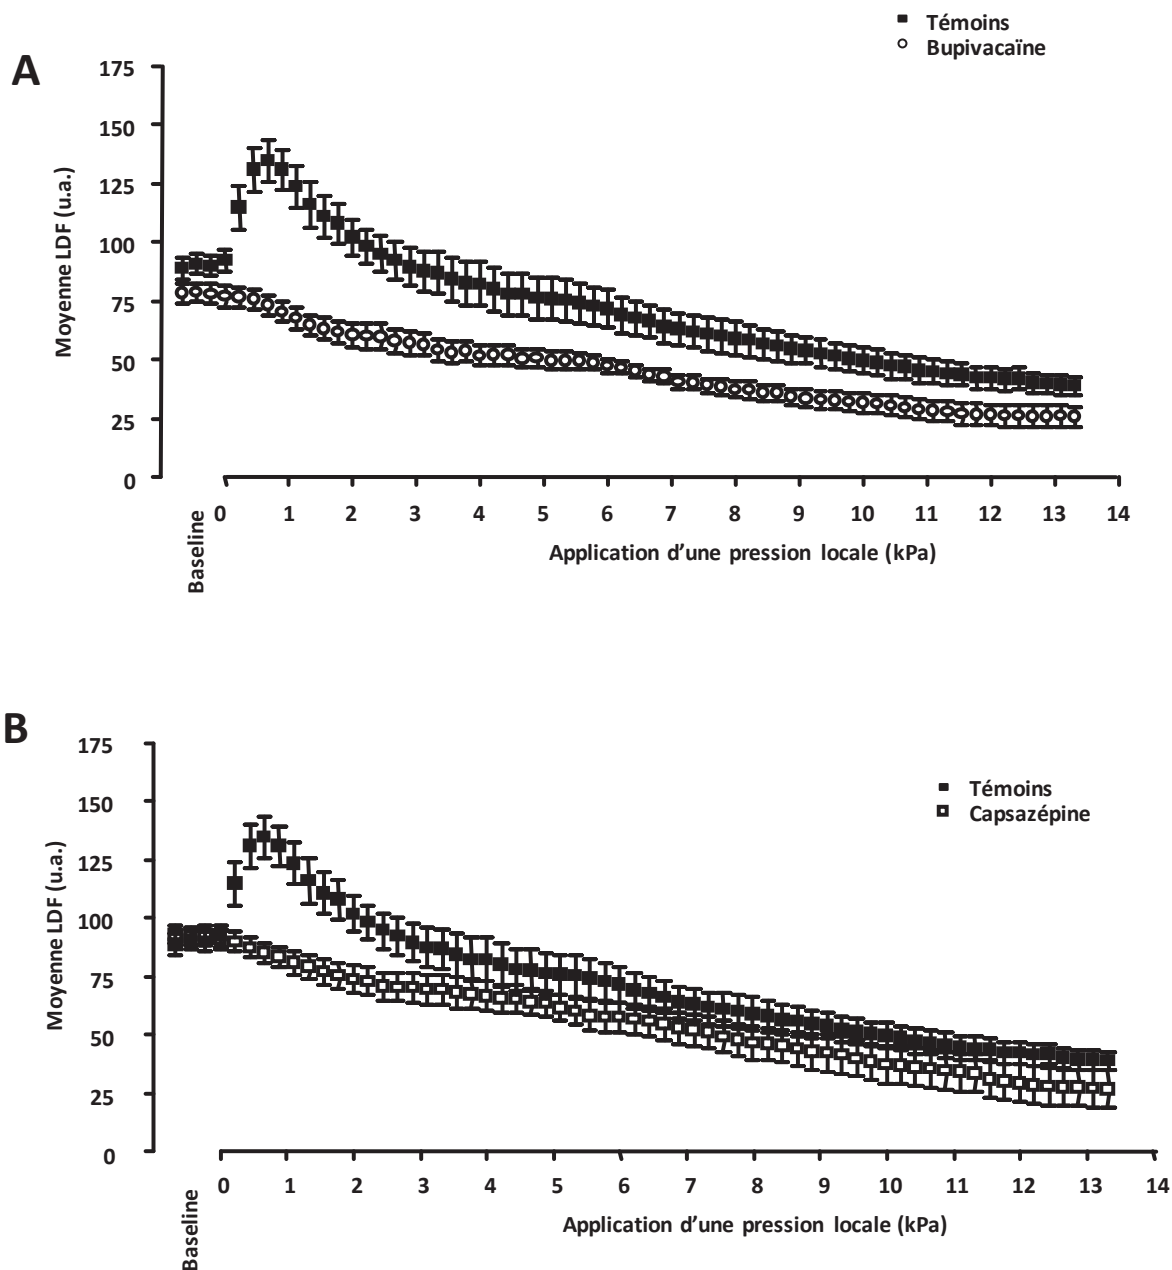 Témoins
Bupivacaïne
A
175
150
125
100
75
50
25
0
Moyenne LDF (u.a.)
Baseline
0 1 2 3 4 5 6 7 8 9 10 11 12 13 14
Application d’une pression locale (kPa)
B
175
150
125
100
75
50
25
0
Moyenne LDF (u.a.)
Témoins
Capsazépine
Baseline
0 1 2 3 4 5 6 7 8 9 10 11 12 13 14
Application d’une pression locale (kPa)